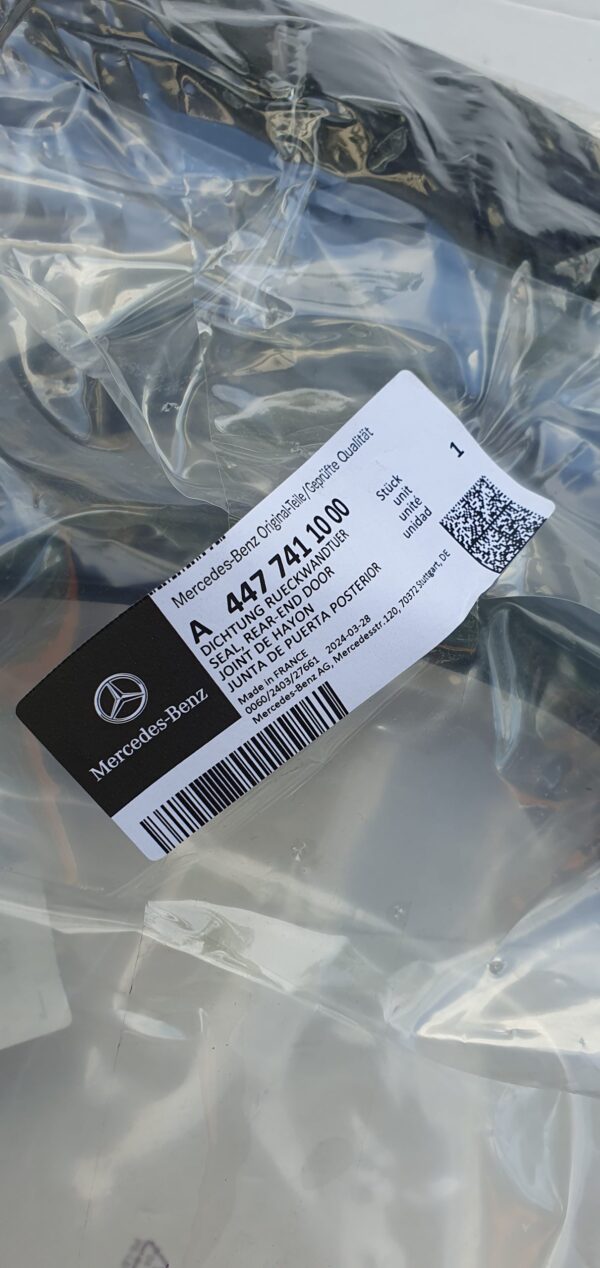 Mercedes-Benz Original-Teile/Geprüfte Qualität
A 447 741 10 00
DICHTUNG RUECKWANDTUER
SEAL, REAR-END DOOR
JOINT DE HAYON
JUNTA DE PUERTA POSTERIOR
Made in FRANCE
0060/2403/27661 2024-03-28
Mercedes-Benz AG, Mercedesstr.120, 70372 Stuttgart, DE
Stück
unit
unité
unidad
1
Mercedes-Benz